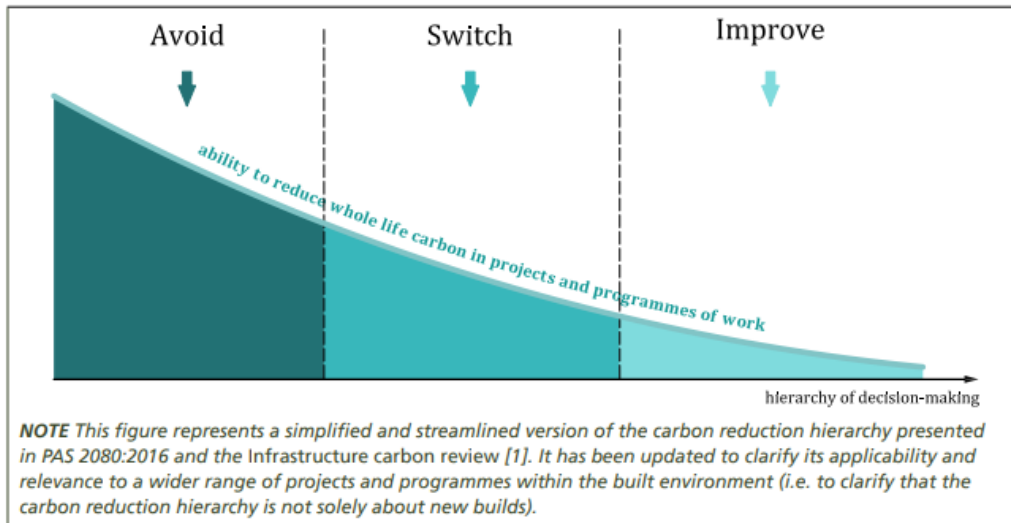 Avoid
Switch
Improve
ability to reduce whole life carbon in projects and programmes of work
hierarchy of decision-making
NOTE This figure represents a simplified and streamlined version of the carbon reduction hierarchy presented
in PAS 2080:2016 and the Infrastructure carbon review [1]. It has been updated to clarify its applicability and
relevance to a wider range of projects and programmes within the built environment (i.e. to clarify that the
carbon reduction hierarchy is not solely about new builds).